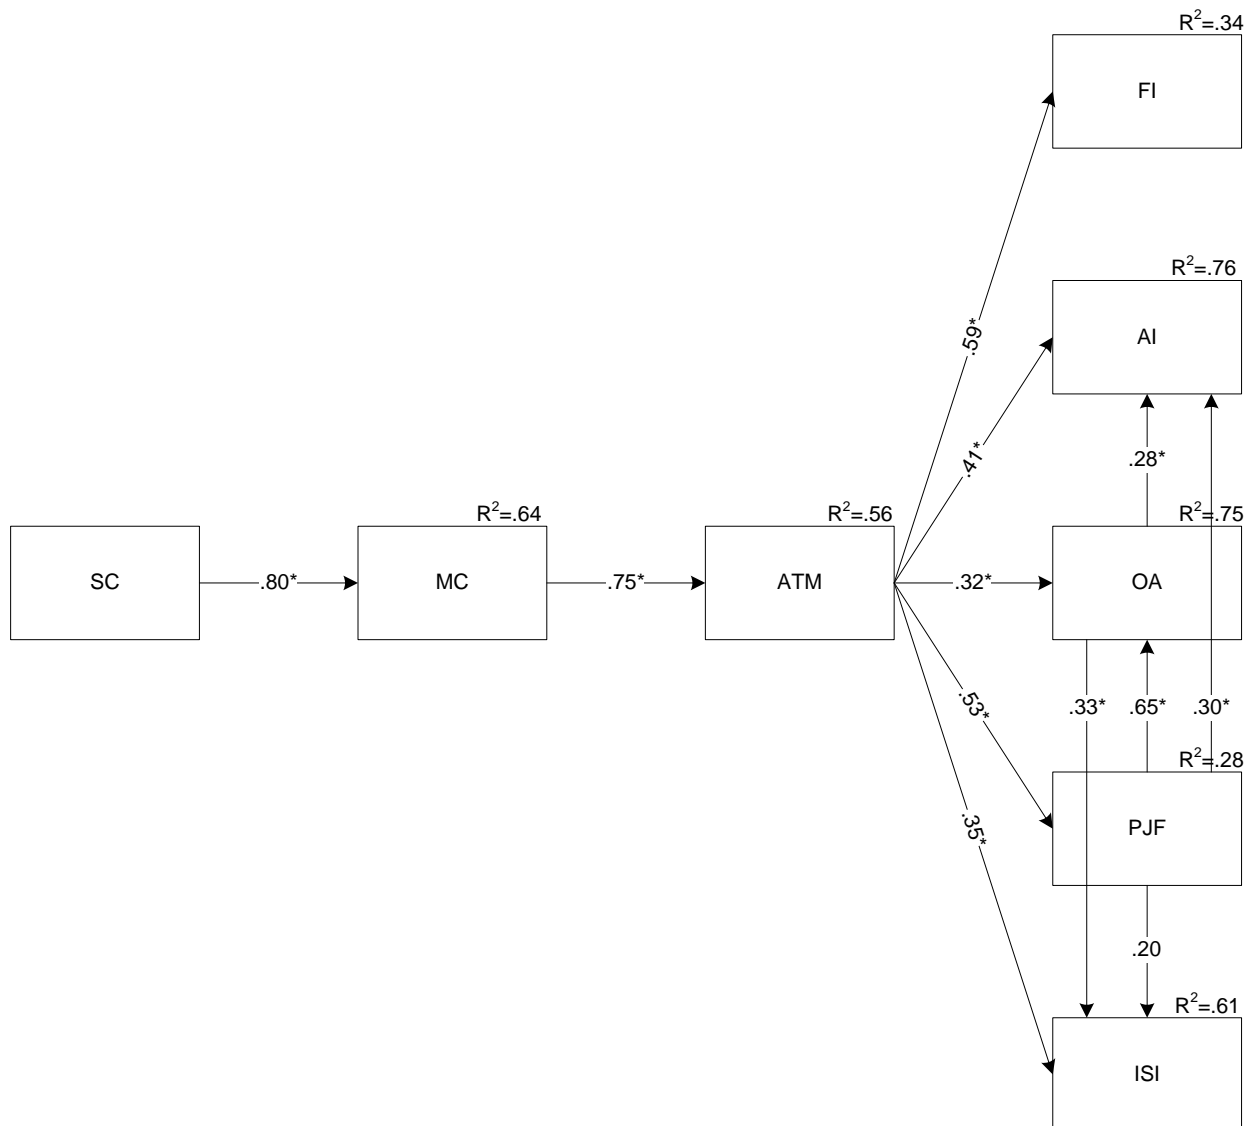 R²=.34
FI
R²=.76
AI
.59*
.41*
.28*
R²=.64
R²=.56
R²=.75
SC
.80*
MC
.75*
ATM
.32*
OA
.53*
.33*
.65*
.30*
R²=.28
PJF
.35*
.20
R²=.61
ISI